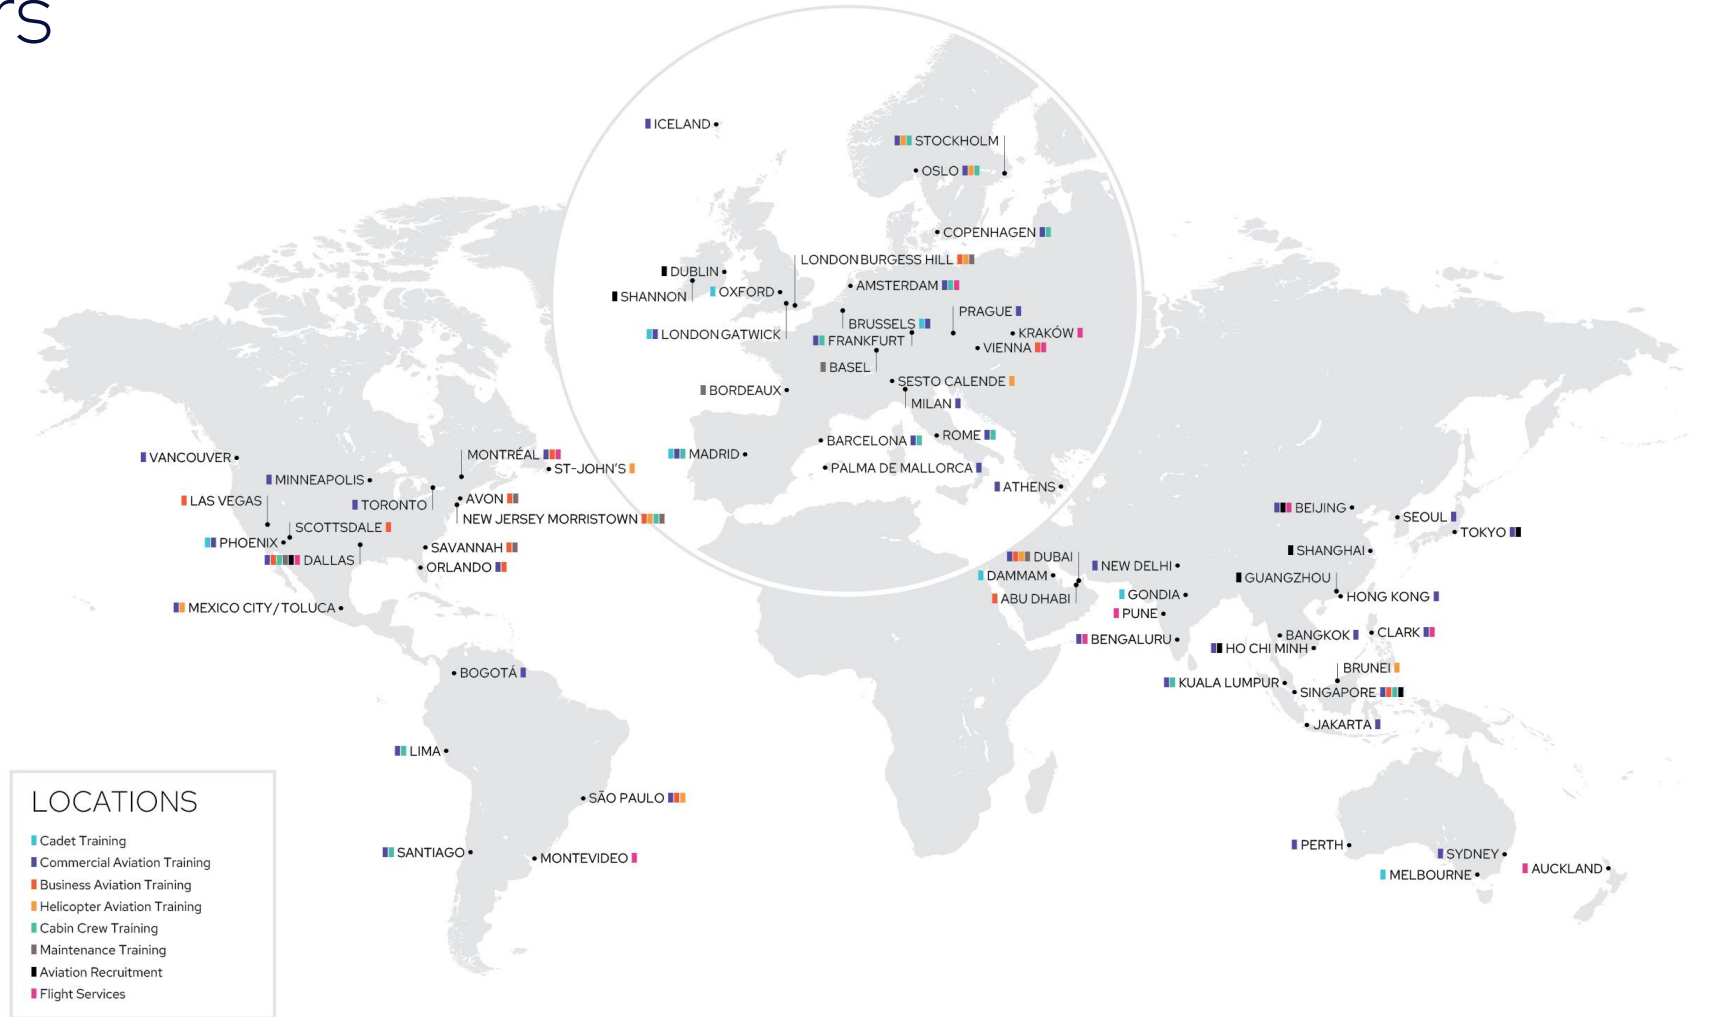 rs
ICELAND
STOCKHOLM
OSLO
COPENHAGEN
LONDON BURGESS HILL
DUBLIN
AMSTERDAM
OXFORD
SHANNON
PRAGUE
BRUSSELS
KRAKÓW
LONDON GATWICK
FRANKFURT
VIENNA
BASEL
SESTO CALENDE
BORDEAUX
MILAN
ROME
BARCELONA
MADRID
PALMA DE MALLORCA
ATHENS
MONTRÉAL
VANCOUVER
ST-JOHN'S
MINNEAPOLIS
AVON
LAS VEGAS
TORONTO
NEW JERSEY MORRISTOWN
SCOTTSDALE
PHOENIX
SAVANNAH
DALLAS
ORLANDO
MEXICO CITY/TOLUCA
BOGOTÁ
LIMA
SÃO PAULO
SANTIAGO
MONTEVIDEO
BEIJING
SEOUL
TOKYO
SHANGHAI
DUBAI
NEW DELHI
DAMMAM
GUANGZHOU
GONDIA
HONG KONG
ABU DHABI
PUNE
CLARK
BANGKOK
BENGALURU
HO CHI MINH
BRUNEI
KUALA LUMPUR
SINGAPORE
JAKARTA
PERTH
SYDNEY
AUCKLAND
MELBOURNE
LOCATIONS
Cadet Training
Commercial Aviation Training
Business Aviation Training
Helicopter Aviation Training
Cabin Crew Training
Maintenance Training
Aviation Recruitment
Flight Services